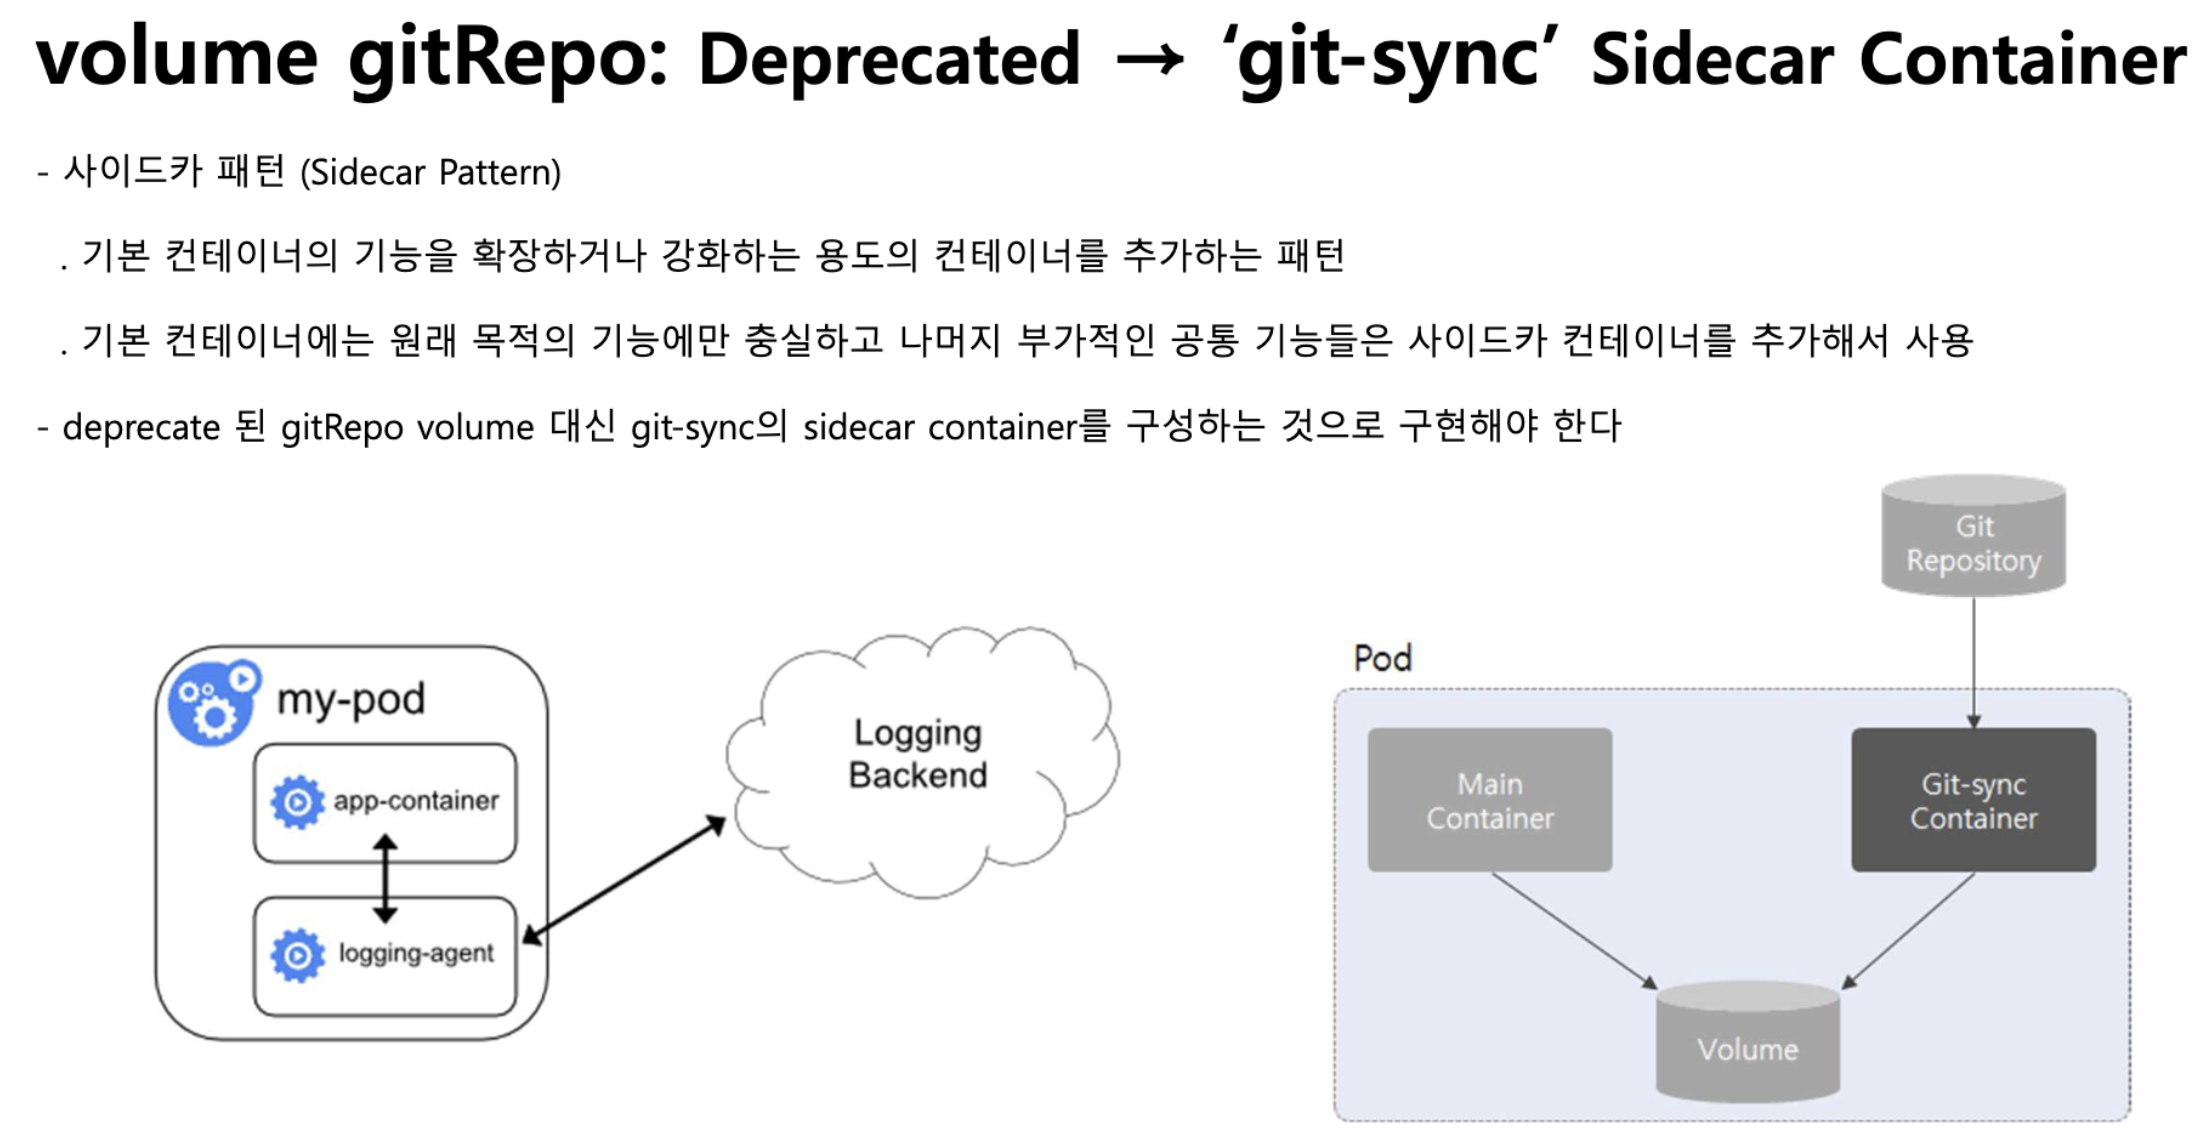 volume gitRepo: Deprecated → ‘git-sync’ Sidecar Container
- 사이드카 패턴 (Sidecar Pattern)
. 기본 컨테이너의 기능을 확장하거나 강화하는 용도의 컨테이너를 추가하는 패턴
. 기본 컨테이너에는 원래 목적의 기능에만 충실하고 나머지 부가적인 공통 기능들은 사이드카 컨테이너를 추가해서 사용
- deprecate 된 gitRepo volume 대신 git-sync의 sidecar container를 구성하는 것으로 구현해야 한다
my-pod
app-container
logging-agent
Logging
Backend
Git
Repository
Pod
Main
Container
Git-sync
Container
Volume